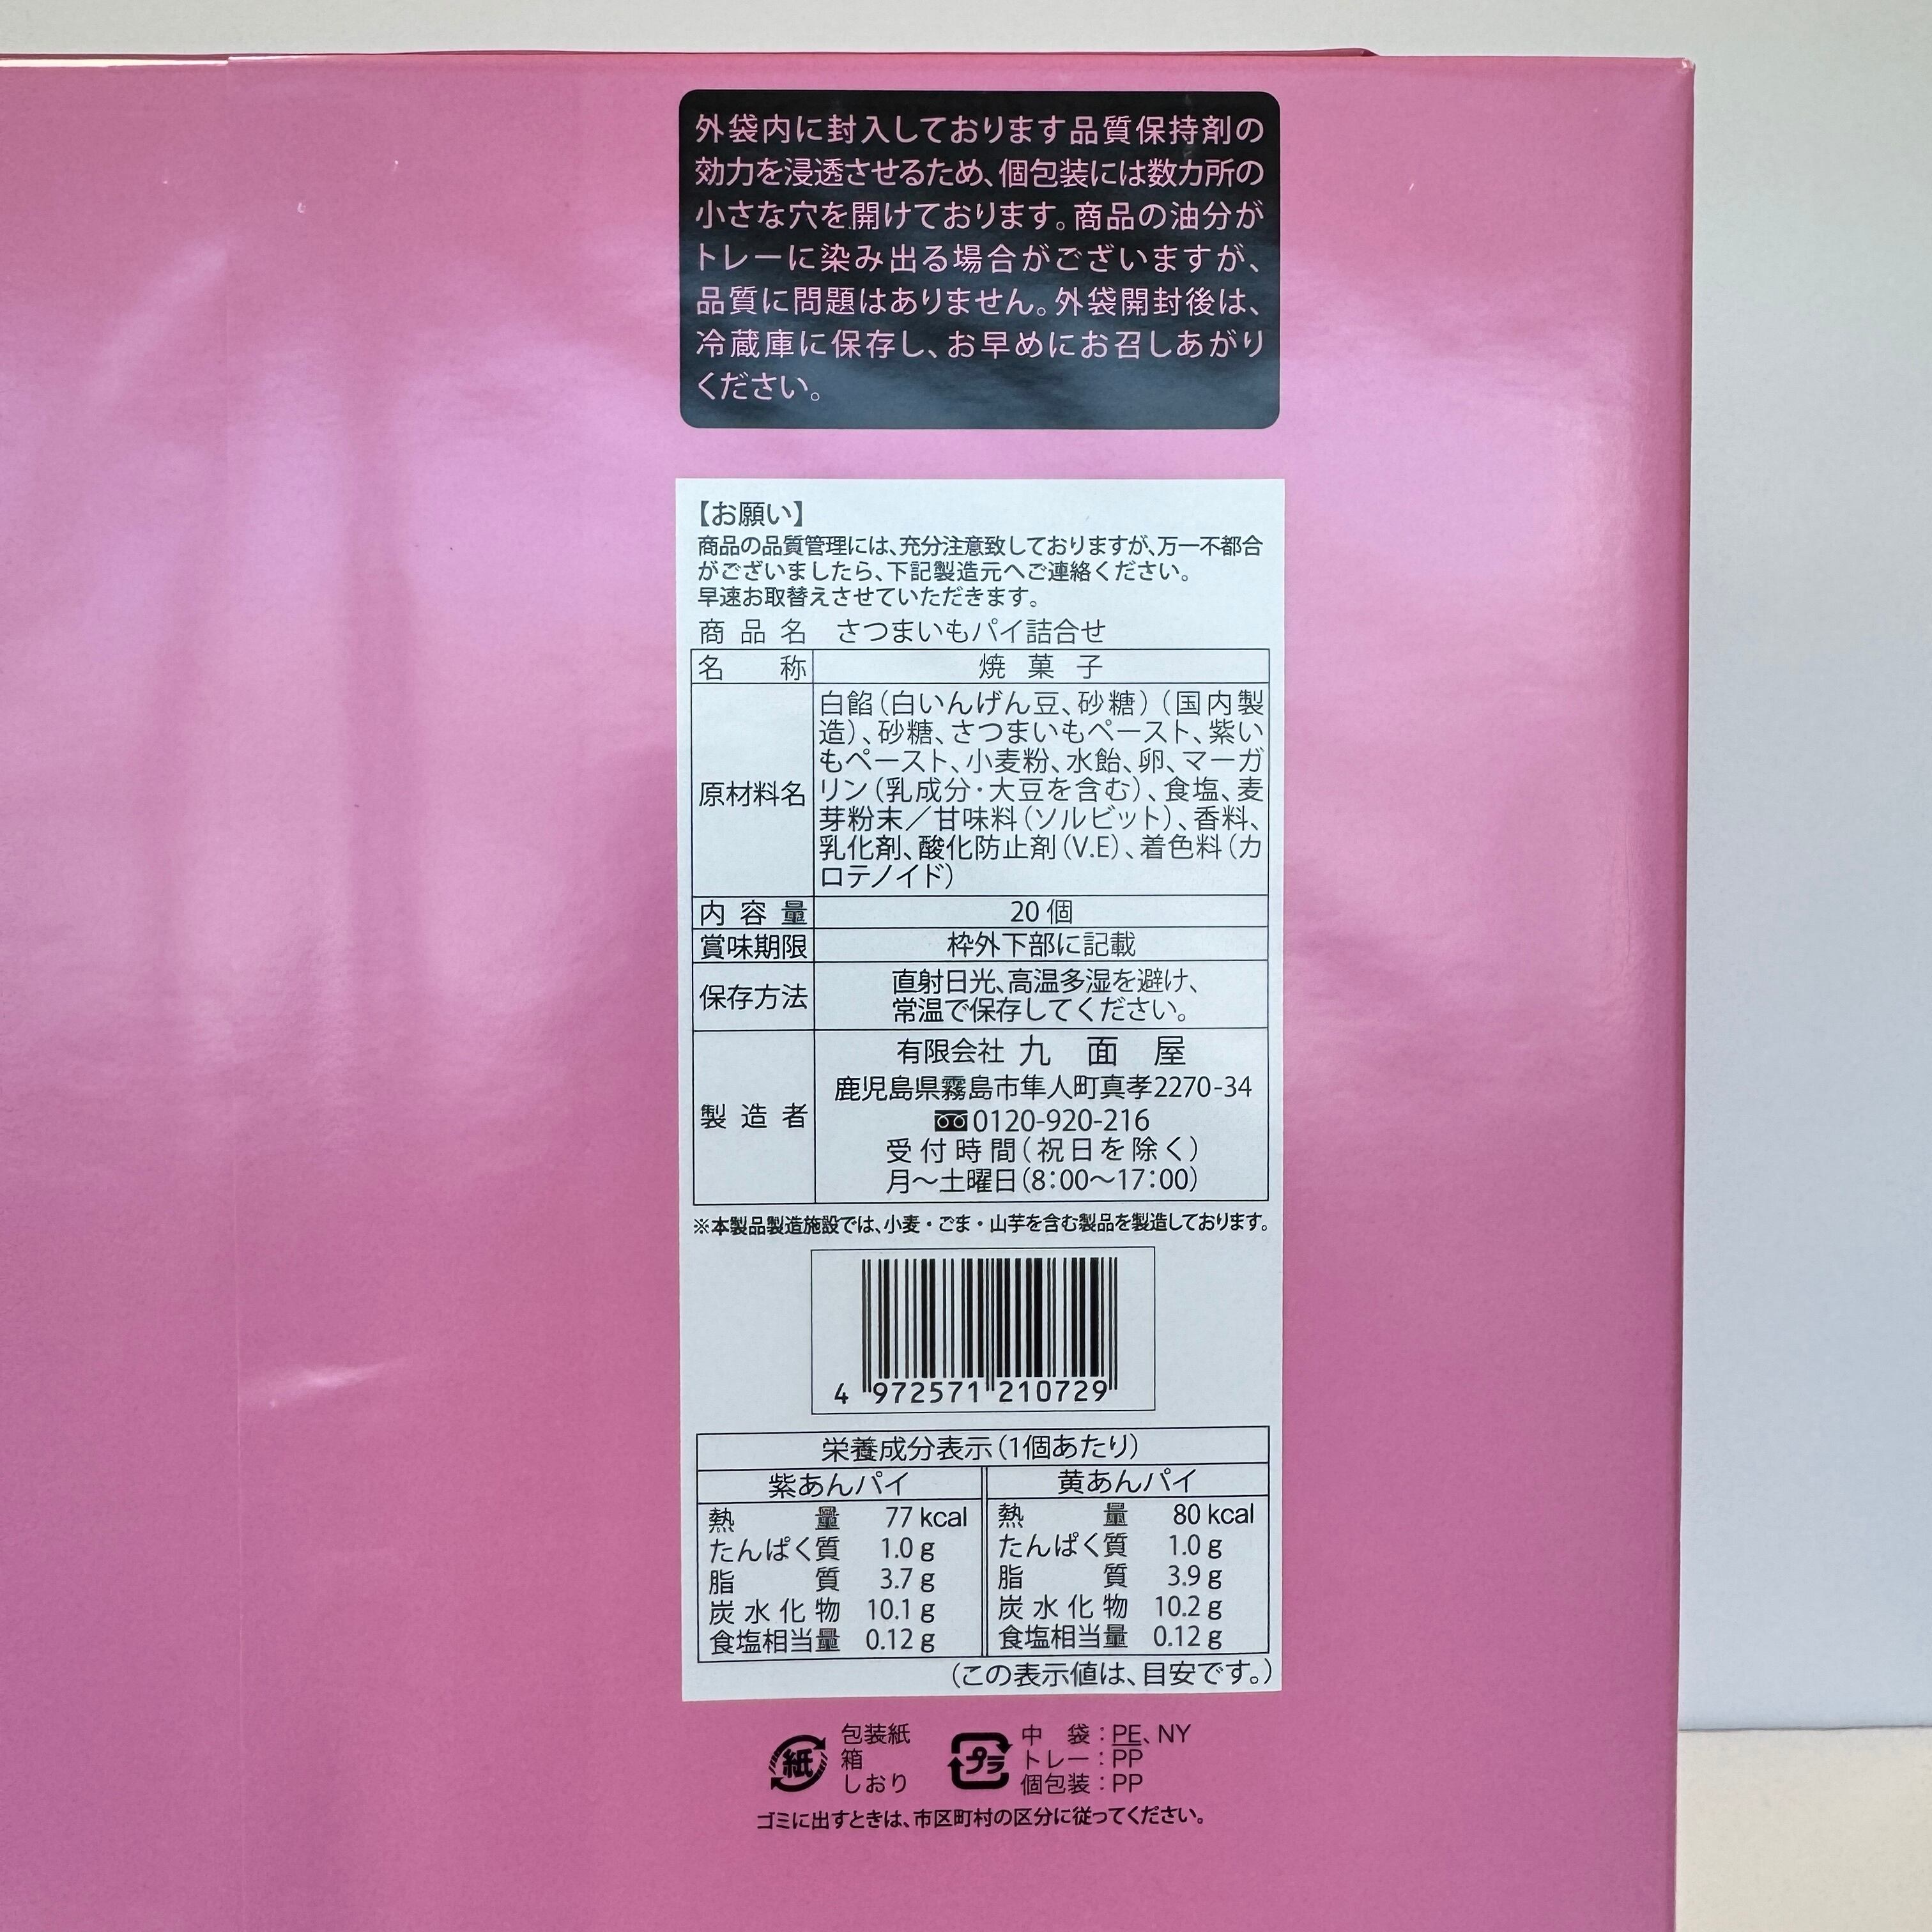 外袋内に封入しております品質保持剤の
効力を浸透させるため、個包装には数カ所の
小さな穴を開けております。商品の油分が
トレーに染み出る場合がございますが、
品質に問題はありません。外袋開封後は、
冷蔵庫に保存し、お早めにお召しあがり
ください。
【お願い】
商品の品質管理には、充分注意致しておりますが、万一不都合
がございましたら、下記製造元へご連絡ください。
早速お取替えさせていただきます。
商品名 さつまいもパイ詰合せ
名称 焼菓子
原材料名
白餡（白いんげん豆、砂糖）（国内製
造）、砂糖、さつまいもペースト、紫い
もペースト、小麦粉、水飴、卵、マーガ
リン（乳成分・大豆を含む）、食塩、麦
芽粉末／甘味料（ソルビット）、香料、
乳化剤、酸化防止剤（V.E）、着色料（カ
ロテノイド）
内容量 20個
賞味期限 枠外下部に記載
保存方法
直射日光、高温多湿を避け、
常温で保存してください。
製造者
有限会社 九面屋
鹿児島県霧島市隼人町真孝2270-34
0120-920-216
受付時間（祝日を除く）
月～土曜日（8：00～17：00）
※本製品製造施設では、小麦・ごま・山芋を含む製品を製造しております。
4 972571 210729
栄養成分表示（1個あたり）
紫あんパイ 黄あんパイ
熱量 77 kcal 熱量 80 kcal
たんぱく質 1.0 g たんぱく質 1.0 g
脂質 3.7 g 脂質 3.9 g
炭水化物 10.1 g 炭水化物 10.2 g
食塩相当量 0.12 g 食塩相当量 0.12 g
（この表示値は、目安です。）
紙 包装紙 プラ 中袋：PE、NY
箱 トレー：PP
しおり 個包装：PP
ゴミに出すときは、市区町村の区分に従ってください。